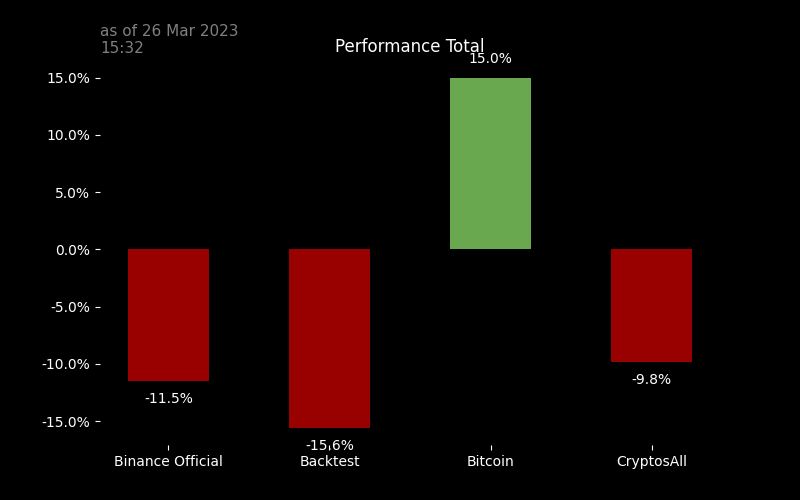 as of 26 Mar 2023
15:32
Performance Total
15.0%
15.0%
10.0%
5.0%
0.0%
-5.0%
-10.0%
-15.0%
-11.5%
-15.6%
-9.8%
Binance Official
Backtest
Bitcoin
CryptosAll